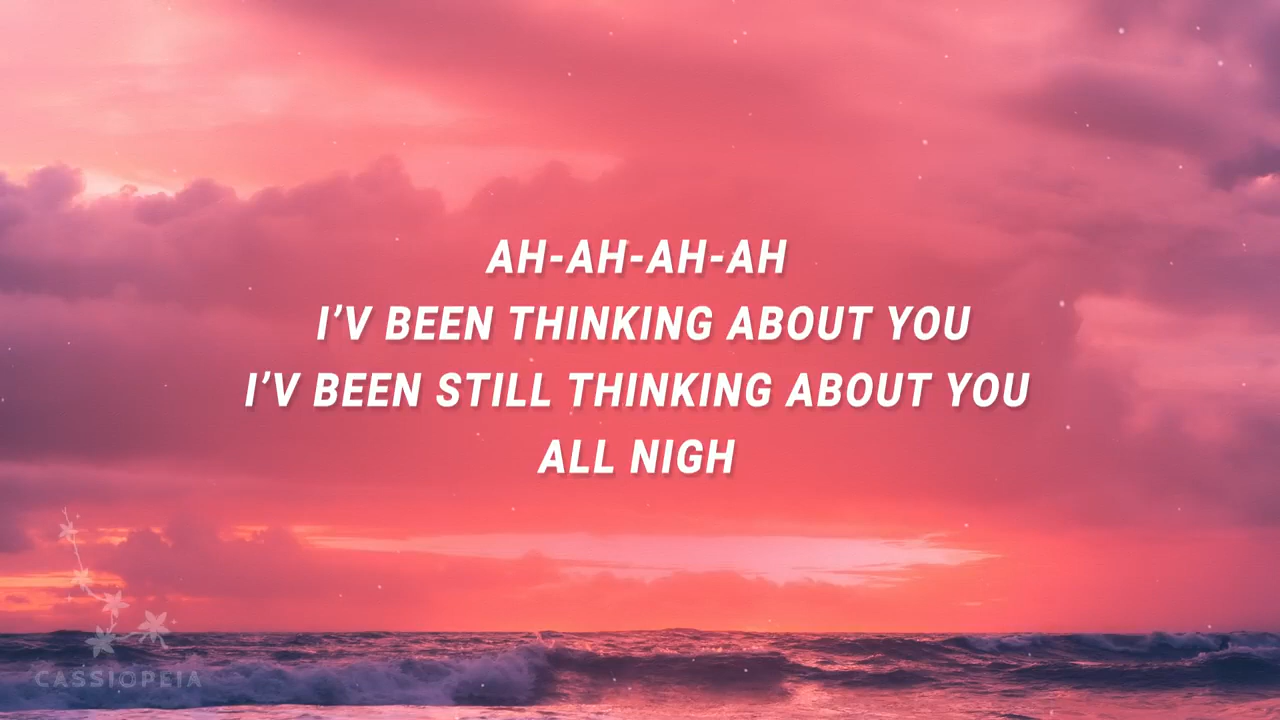 AH-AH-AH-AH
I’V BEEN THINKING ABOUT YOU
I’V BEEN STILL THINKING ABOUT YOU
ALL NIGH
CASSIOPEIA